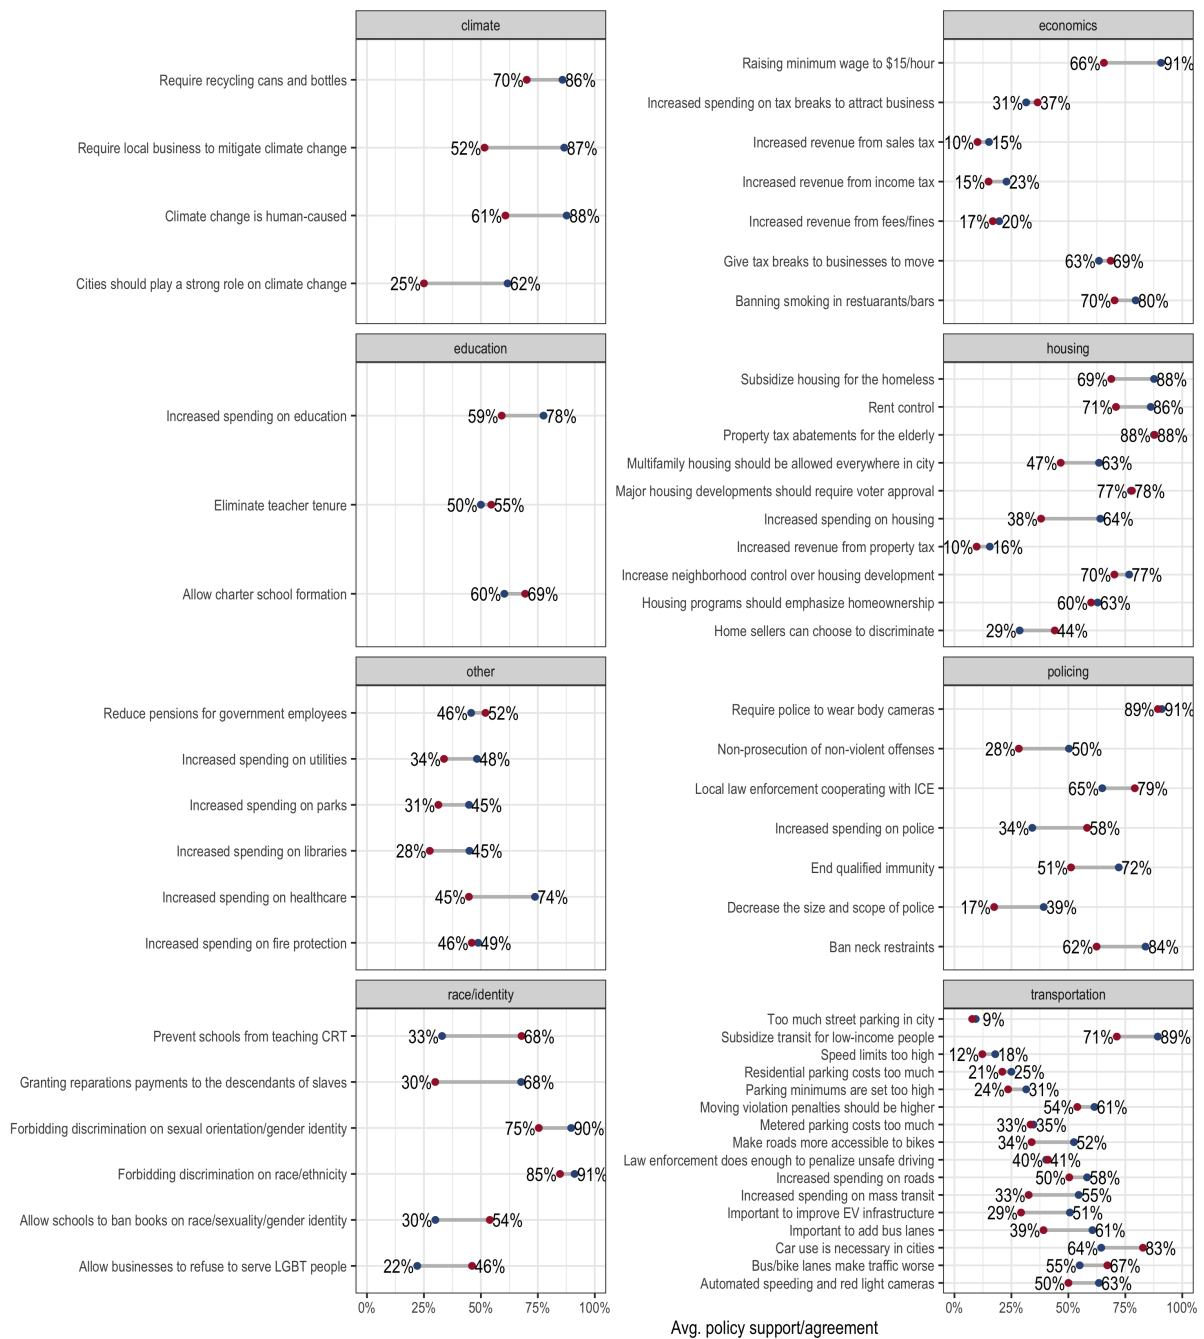 climate
Require recycling cans and bottles 70% 86%
Require local business to mitigate climate change 52% 87%
Climate change is human-caused 61% 88%
Cities should play a strong role on climate change 25% 62%
economics
Raising minimum wage to $15/hour 66% 91%
Increased spending on tax breaks to attract business 31% 37%
Increased revenue from sales tax 10% 15%
Increased revenue from income tax 15% 23%
Increased revenue from fees/fines 17% 20%
Give tax breaks to businesses to move 63% 69%
Banning smoking in restuarants/bars 70% 80%
education
Increased spending on education 59% 78%
Eliminate teacher tenure 50% 55%
Allow charter school formation 60% 69%
housing
Subsidize housing for the homeless 69% 88%
Rent control 71% 86%
Property tax abatements for the elderly 88% 88%
Multifamily housing should be allowed everywhere in city 47% 63%
Major housing developments should require voter approval 77% 78%
Increased spending on housing 38% 64%
Increased revenue from property tax 10% 16%
Increase neighborhood control over housing development 70% 77%
Housing programs should emphasize homeownership 60% 63%
Home sellers can choose to discriminate 29% 44%
other
Reduce pensions for government employees 46% 52%
Increased spending on utilities 34% 48%
Increased spending on parks 31% 45%
Increased spending on libraries 28% 45%
Increased spending on healthcare 45% 74%
Increased spending on fire protection 46% 49%
policing
Require police to wear body cameras 89% 91%
Non-prosecution of non-violent offenses 28% 50%
Local law enforcement cooperating with ICE 65% 79%
Increased spending on police 34% 58%
End qualified immunity 51% 72%
Decrease the size and scope of police 17% 39%
Ban neck restraints 62% 84%
race/identity
Prevent schools from teaching CRT 33% 68%
Granting reparations payments to the descendants of slaves 30% 68%
Forbidding discrimination on sexual orientation/gender identity 75% 90%
Forbidding discrimination on race/ethnicity 85% 91%
Allow schools to ban books on race/sexuality/gender identity 30% 54%
Allow businesses to refuse to serve LGBT people 22% 46%
0% 25% 50% 75% 100%
transportation
Too much street parking in city 9%
Subsidize transit for low-income people 71% 89%
Speed limits too high 12% 18%
Residential parking costs too much 21% 25%
Parking minimums are set too high 24% 31%
Moving violation penalties should be higher 54% 61%
Metered parking costs too much 33% 35%
Make roads more accessible to bikes 34% 52%
Law enforcement does enough to penalize unsafe driving 40% 41%
Increased spending on roads 50% 58%
Increased spending on mass transit 33% 55%
Important to improve EV infrastructure 29% 51%
Important to add bus lanes 39% 61%
Car use is necessary in cities 64% 83%
Bus/bike lanes make traffic worse 55% 67%
Automated speeding and red light cameras 50% 63%
0% 25% 50% 75% 100%
Avg. policy support/agreement